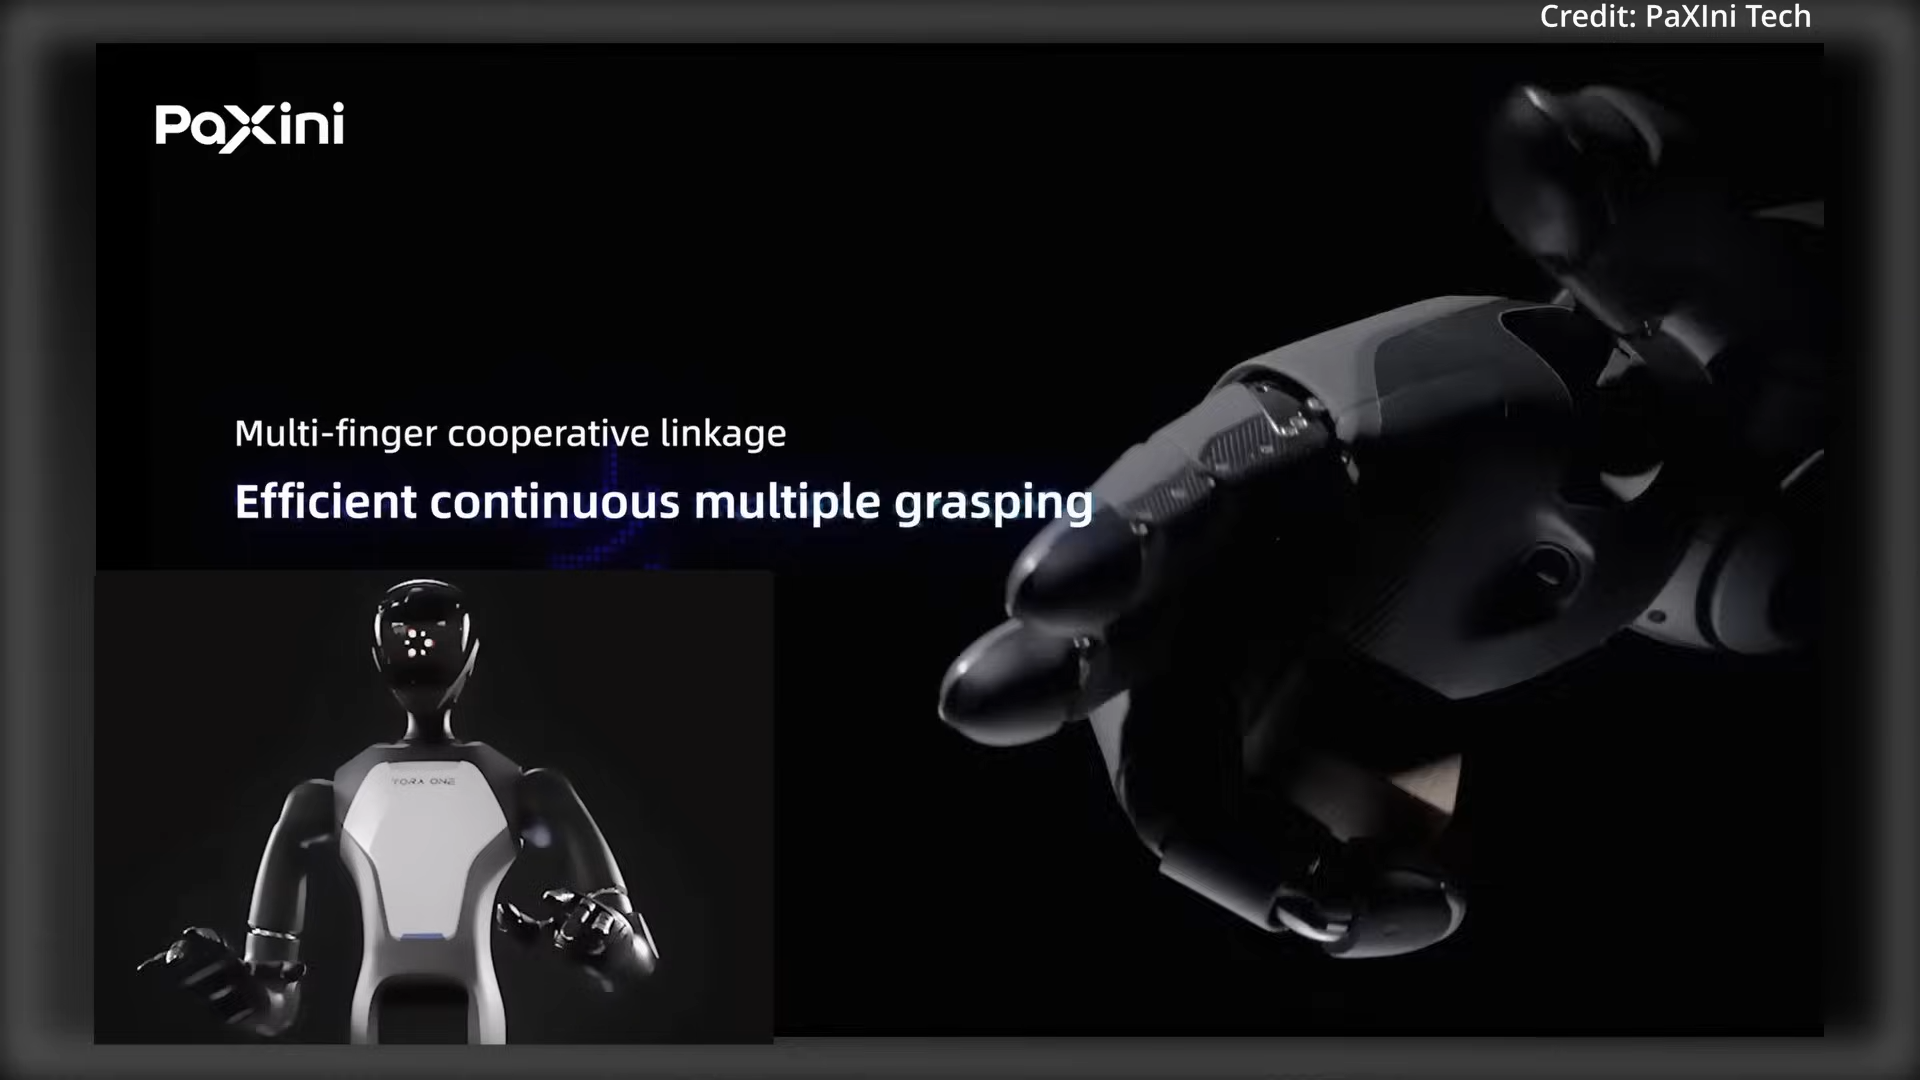 Credit: PaXIni Tech
PaXini
Multi-finger cooperative linkage
Efficient continuous multiple grasping
TORA ONE